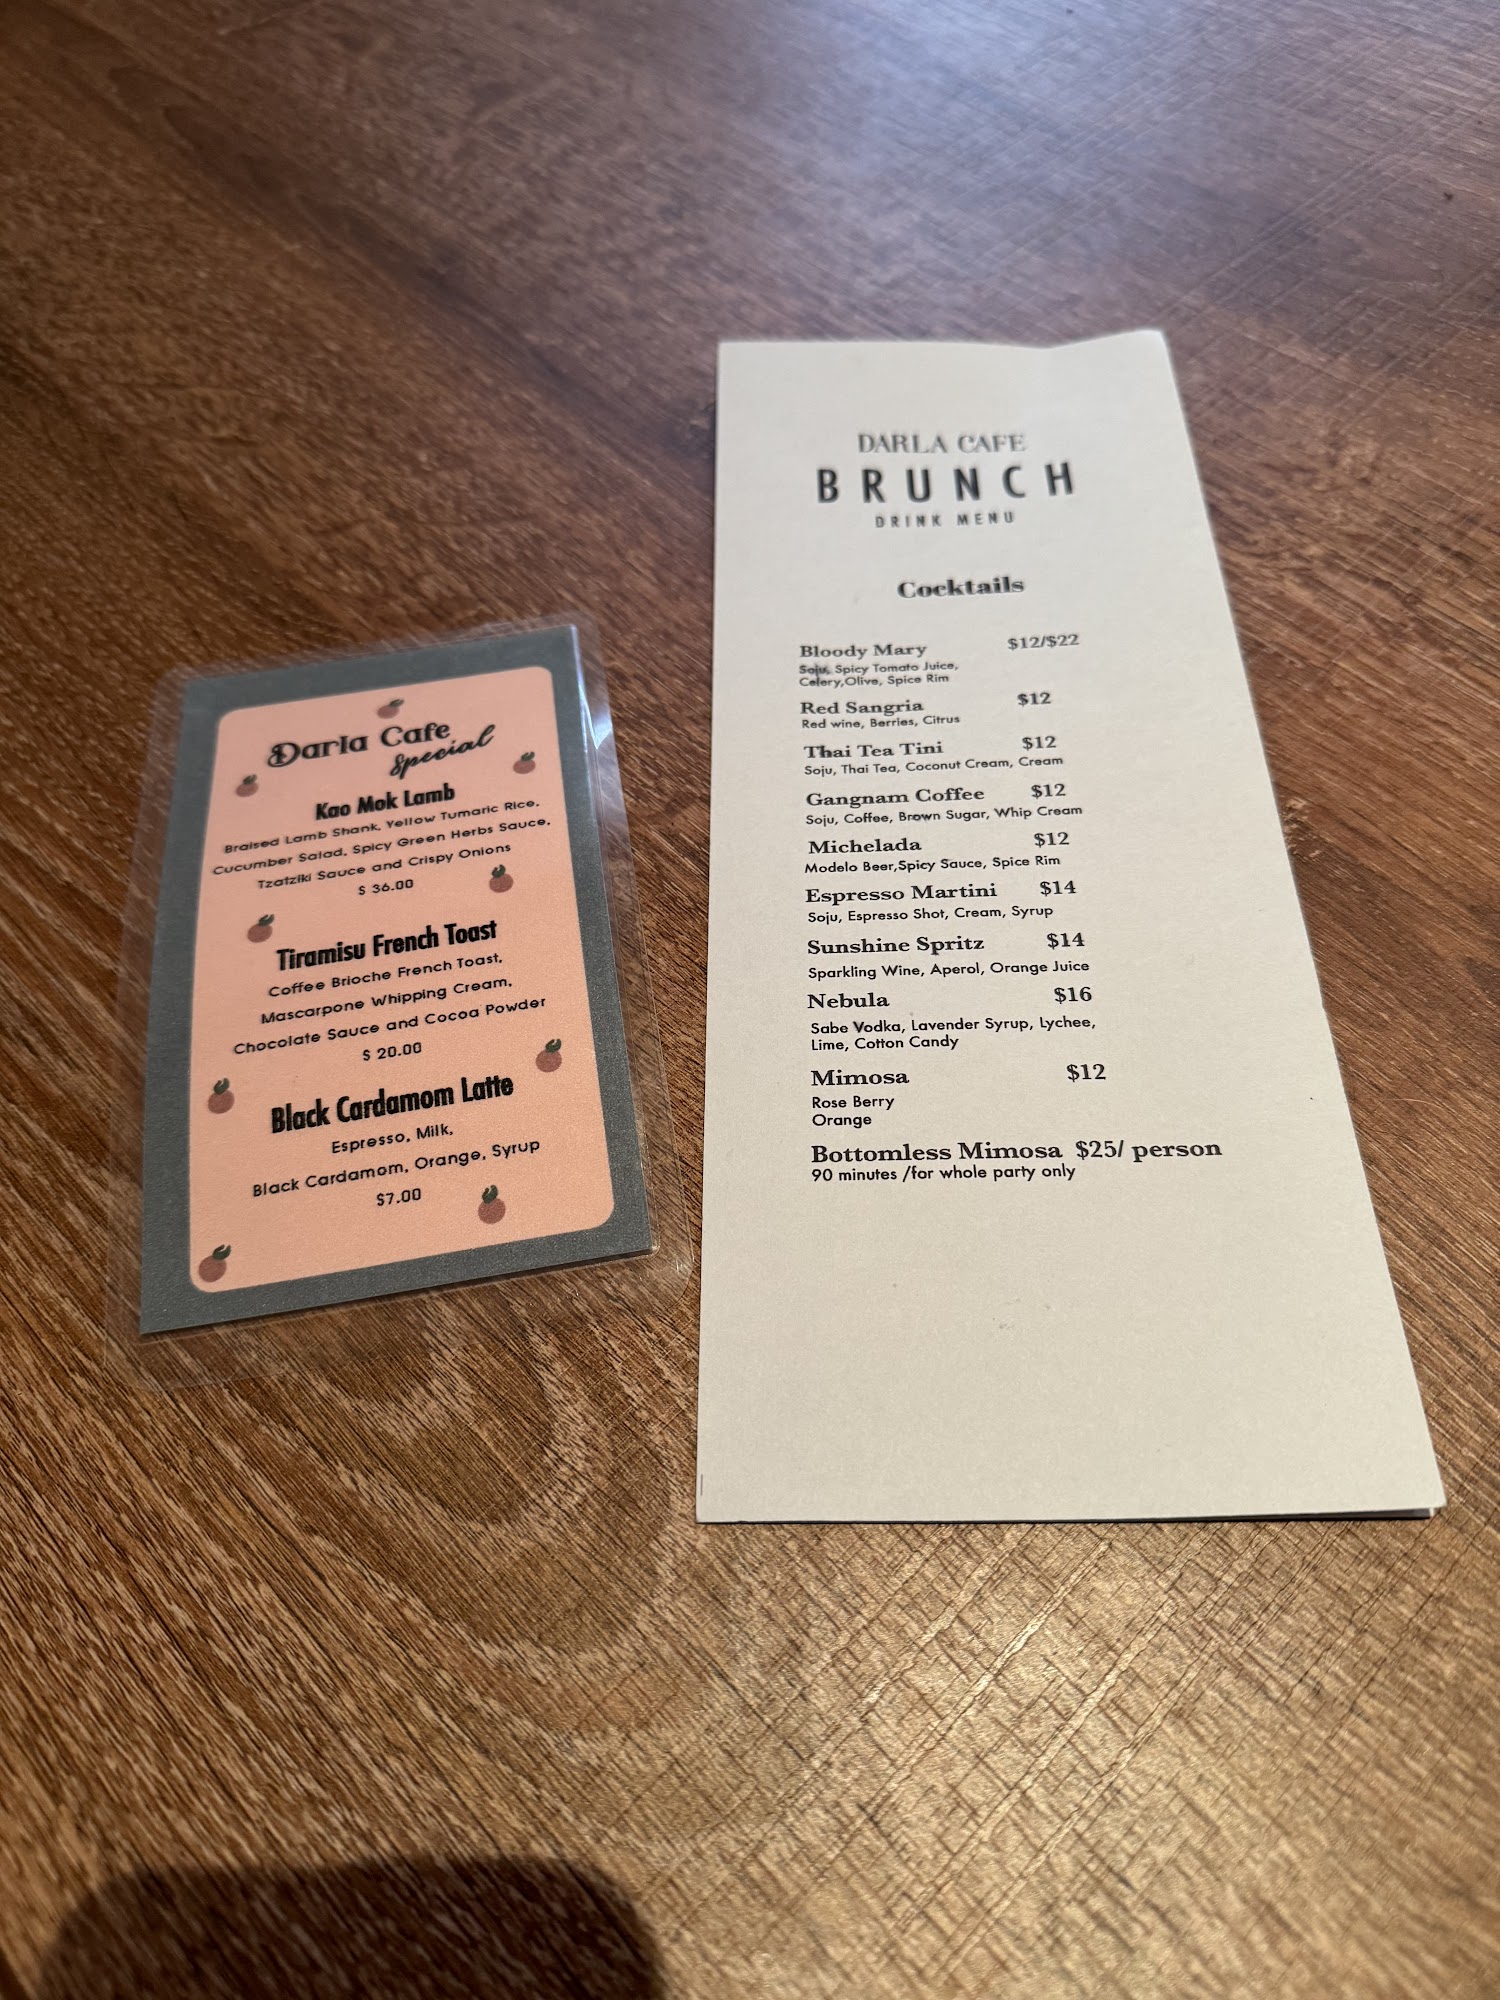 Darla Cafe
Special
Kao Mok Lamb
Braised Lamb Shank, Yellow Tumaric Rice,
Cucumber Salad, Spicy Green Herbs Sauce,
Tzatziki Sauce and Crispy Onions
$ 36.00
Tiramisu French Toast
Coffee Brioche French Toast,
Mascarpone Whipping Cream,
Chocolate Sauce and Cocoa Powder
$ 20.00
Black Cardamom Latte
Espresso, Milk,
Black Cardamom, Orange, Syrup
$7.00
DARLA CAFE
BRUNCH
DRINK MENU
Cocktails
Bloody Mary $12/$22
Soju, Spicy Tomato Juice,
Celery,Olive, Spice Rim
Red Sangria $12
Red wine, Berries, Citrus
Thai Tea Tini $12
Soju, Thai Tea, Coconut Cream, Cream
Gangnam Coffee $12
Soju, Coffee, Brown Sugar, Whip Cream
Michelada $12
Modelo Beer,Spicy Sauce, Spice Rim
Espresso Martini $14
Soju, Espresso Shot, Cream, Syrup
Sunshine Spritz $14
Sparkling Wine, Aperol, Orange Juice
Nebula $16
Sabe Vodka, Lavender Syrup, Lychee,
Lime, Cotton Candy
Mimosa $12
Rose Berry
Orange
Bottomless Mimosa $25/ person
90 minutes /for whole party only